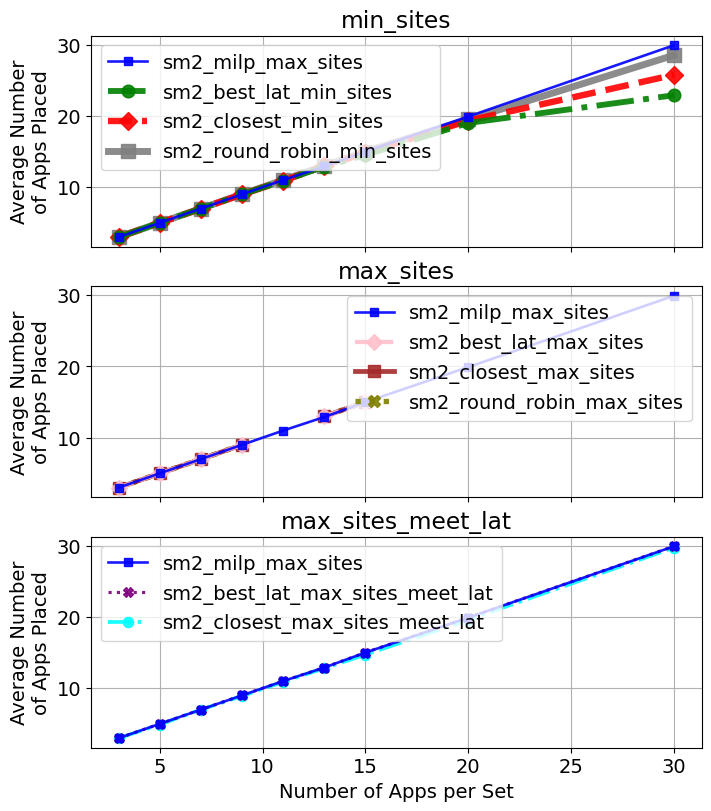 min_sites
Average Number
of Apps Placed
30
20
10
sm2_milp_max_sites
sm2_best_lat_min_sites
sm2_closest_min_sites
sm2_round_robin_min_sites
max_sites
Average Number
of Apps Placed
30
20
10
sm2_milp_max_sites
sm2_best_lat_max_sites
sm2_closest_max_sites
sm2_round_robin_max_sites
max_sites_meet_lat
Average Number
of Apps Placed
30
20
10
sm2_milp_max_sites
sm2_best_lat_max_sites_meet_lat
sm2_closest_max_sites_meet_lat
5 10 15 20 25 30
Number of Apps per Set